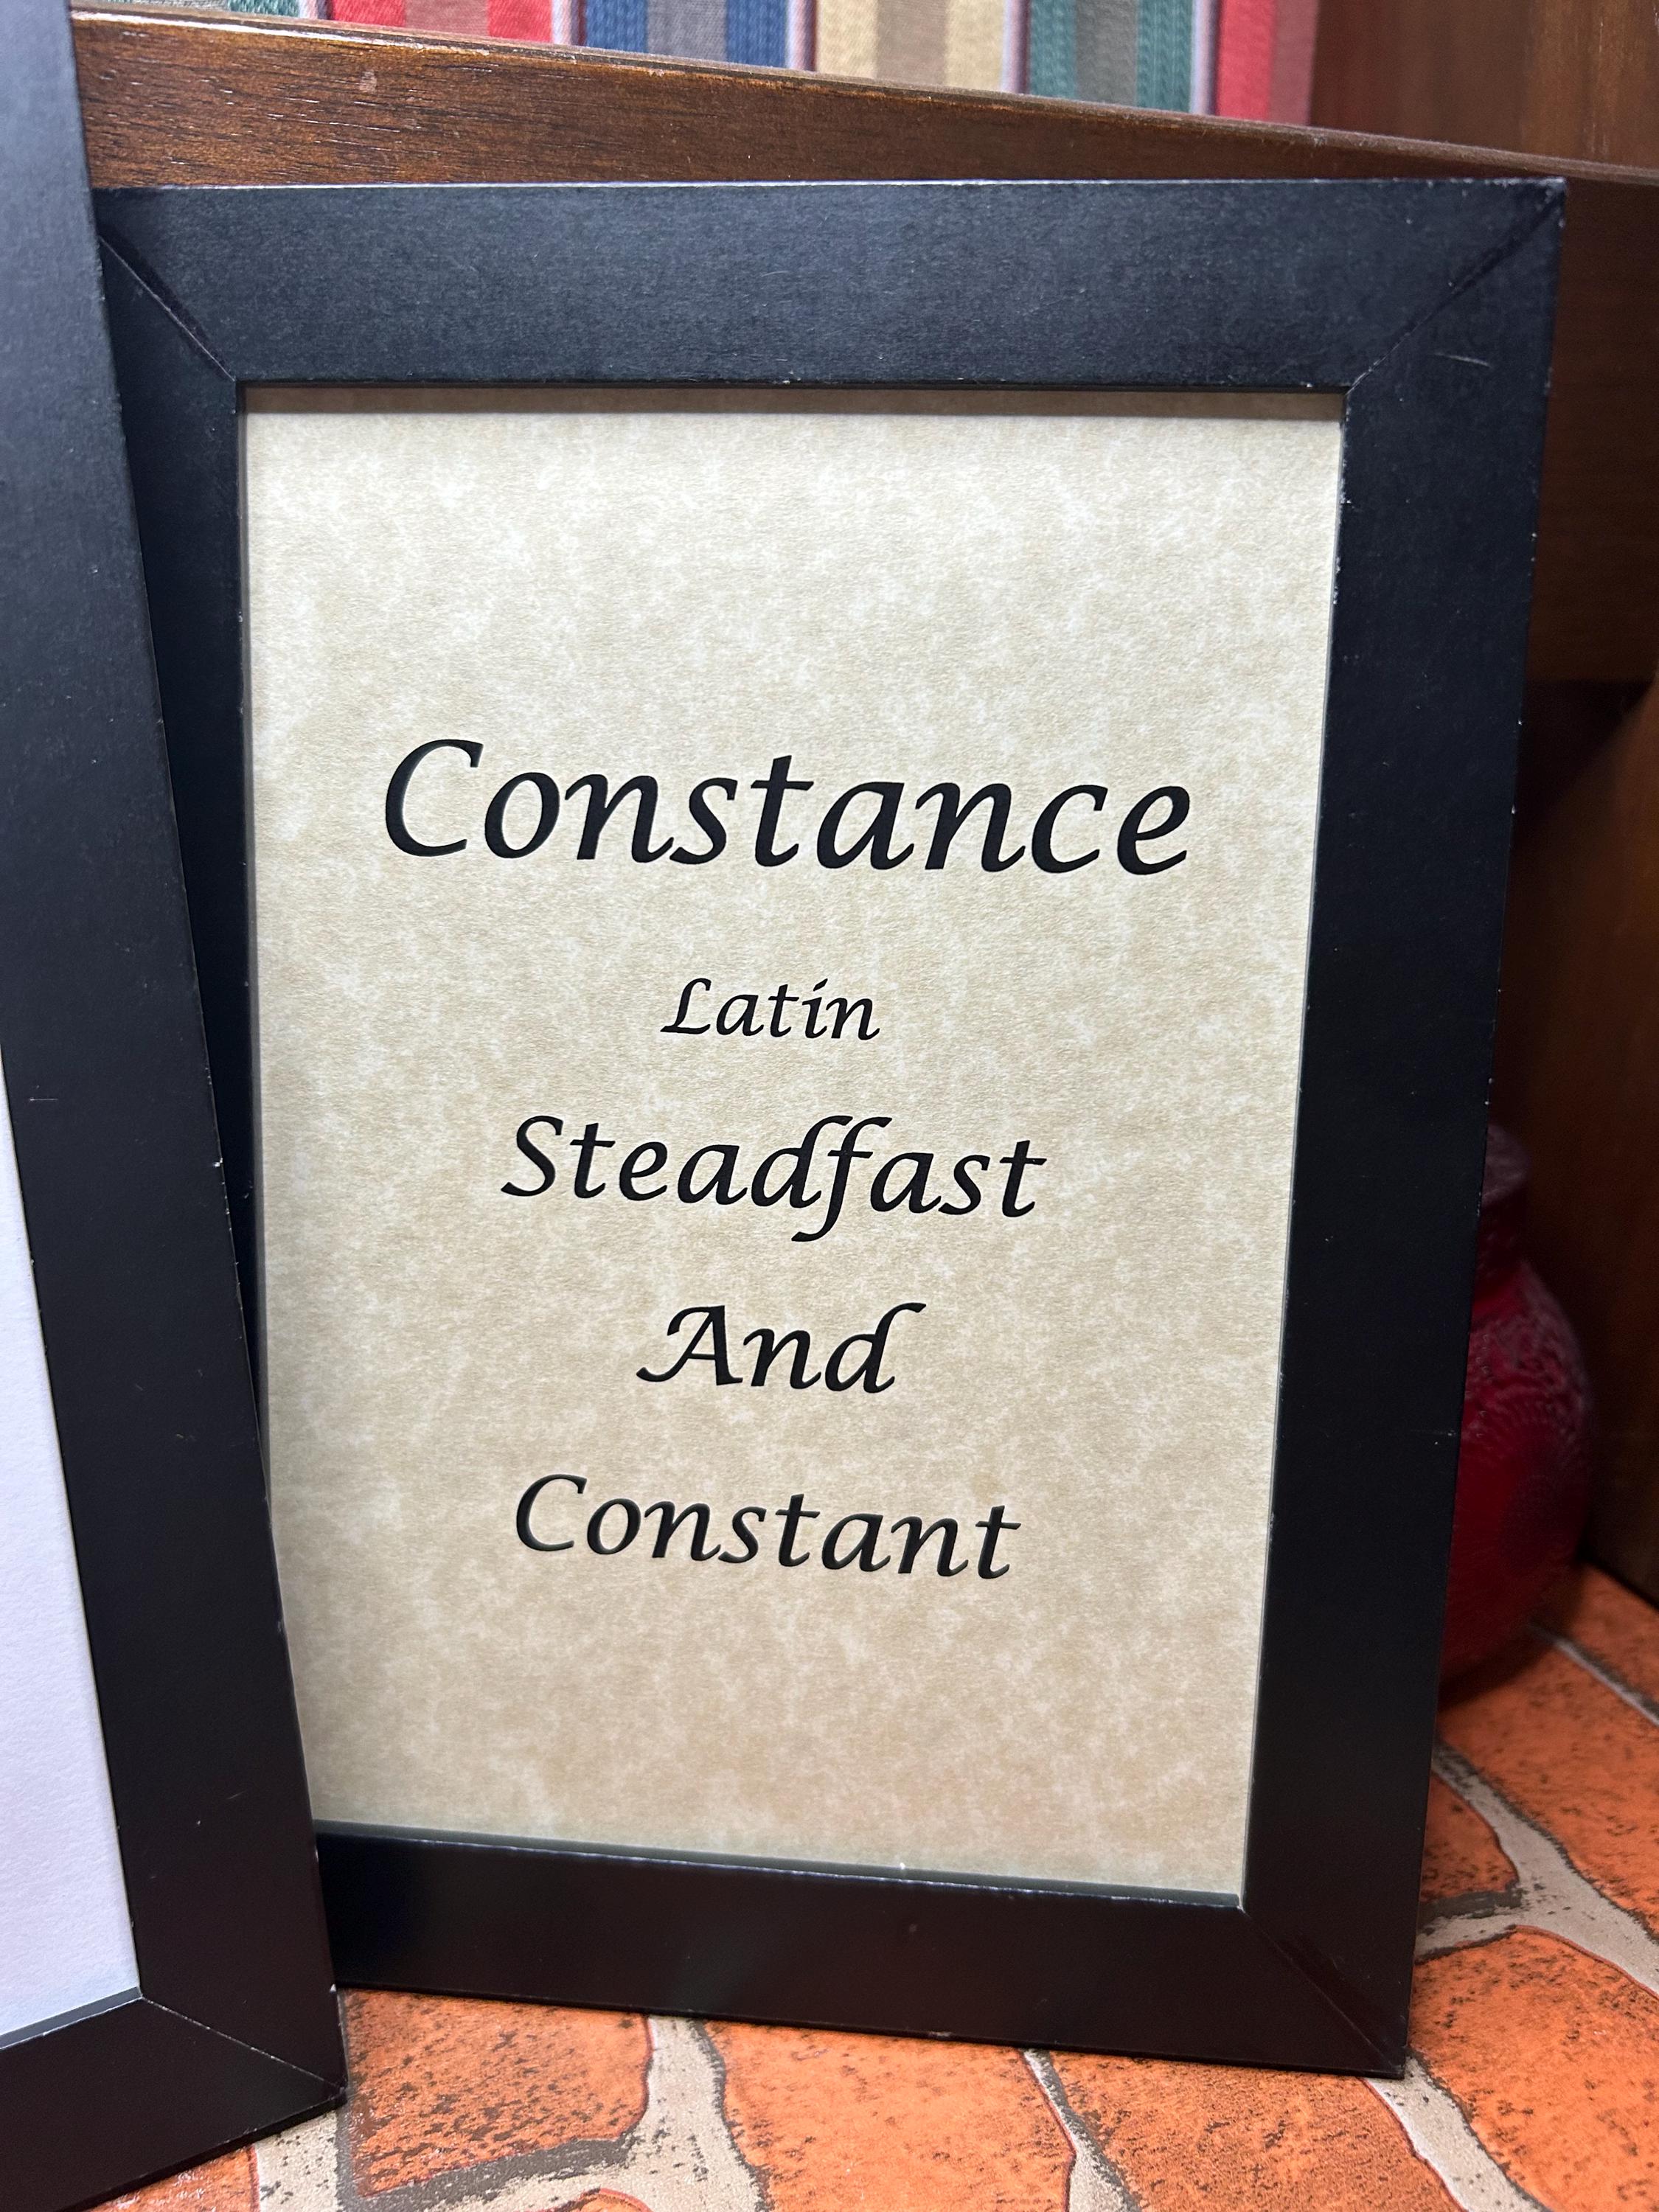 Constance
Latin
Steadfast
And
Constant